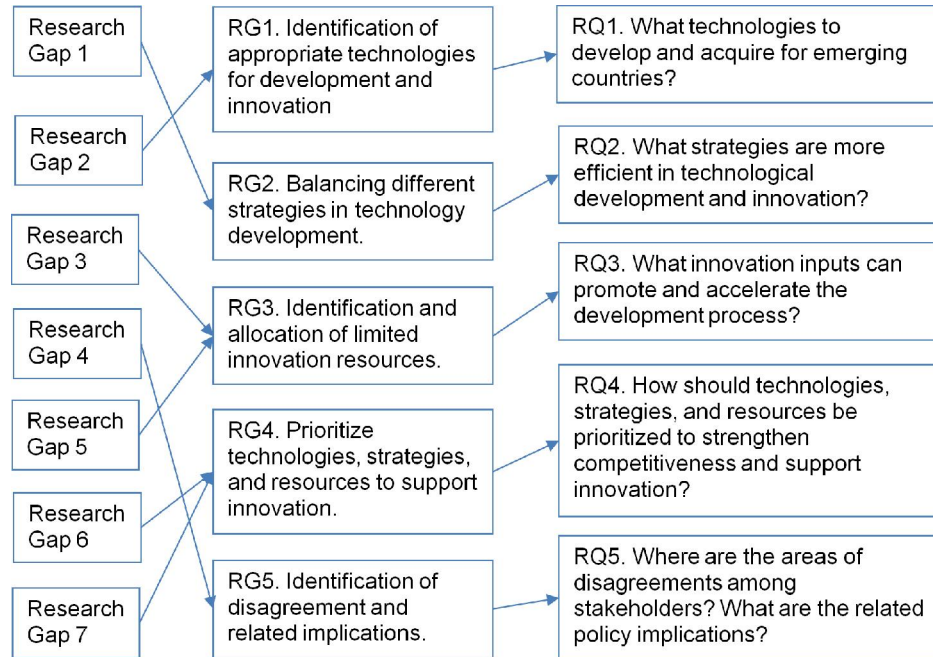 Research
Gap 1
Research
Gap 2
Research
Gap 3
Research
Gap 4
Research
Gap 5
Research
Gap 6
Research
Gap 7
RG1. Identification of
appropriate technologies
for development and
innovation
RG2. Balancing different
strategies in technology
development.
RG3. Identification and
allocation of limited
innovation resources.
RG4. Prioritize
technologies, strategies,
and resources to support
innovation.
RG5. Identification of
disagreement and
related implications.
RQ1. What technologies to
develop and acquire for emerging
countries?
RQ2. What strategies are more
efficient in technological
development and innovation?
RQ3. What innovation inputs can
promote and accelerate the
development process?
RQ4. How should technologies,
strategies, and resources be
prioritized to strengthen
competitiveness and support
innovation?
RQ5. Where are the areas of
disagreements among
stakeholders? What are the related
policy implications?